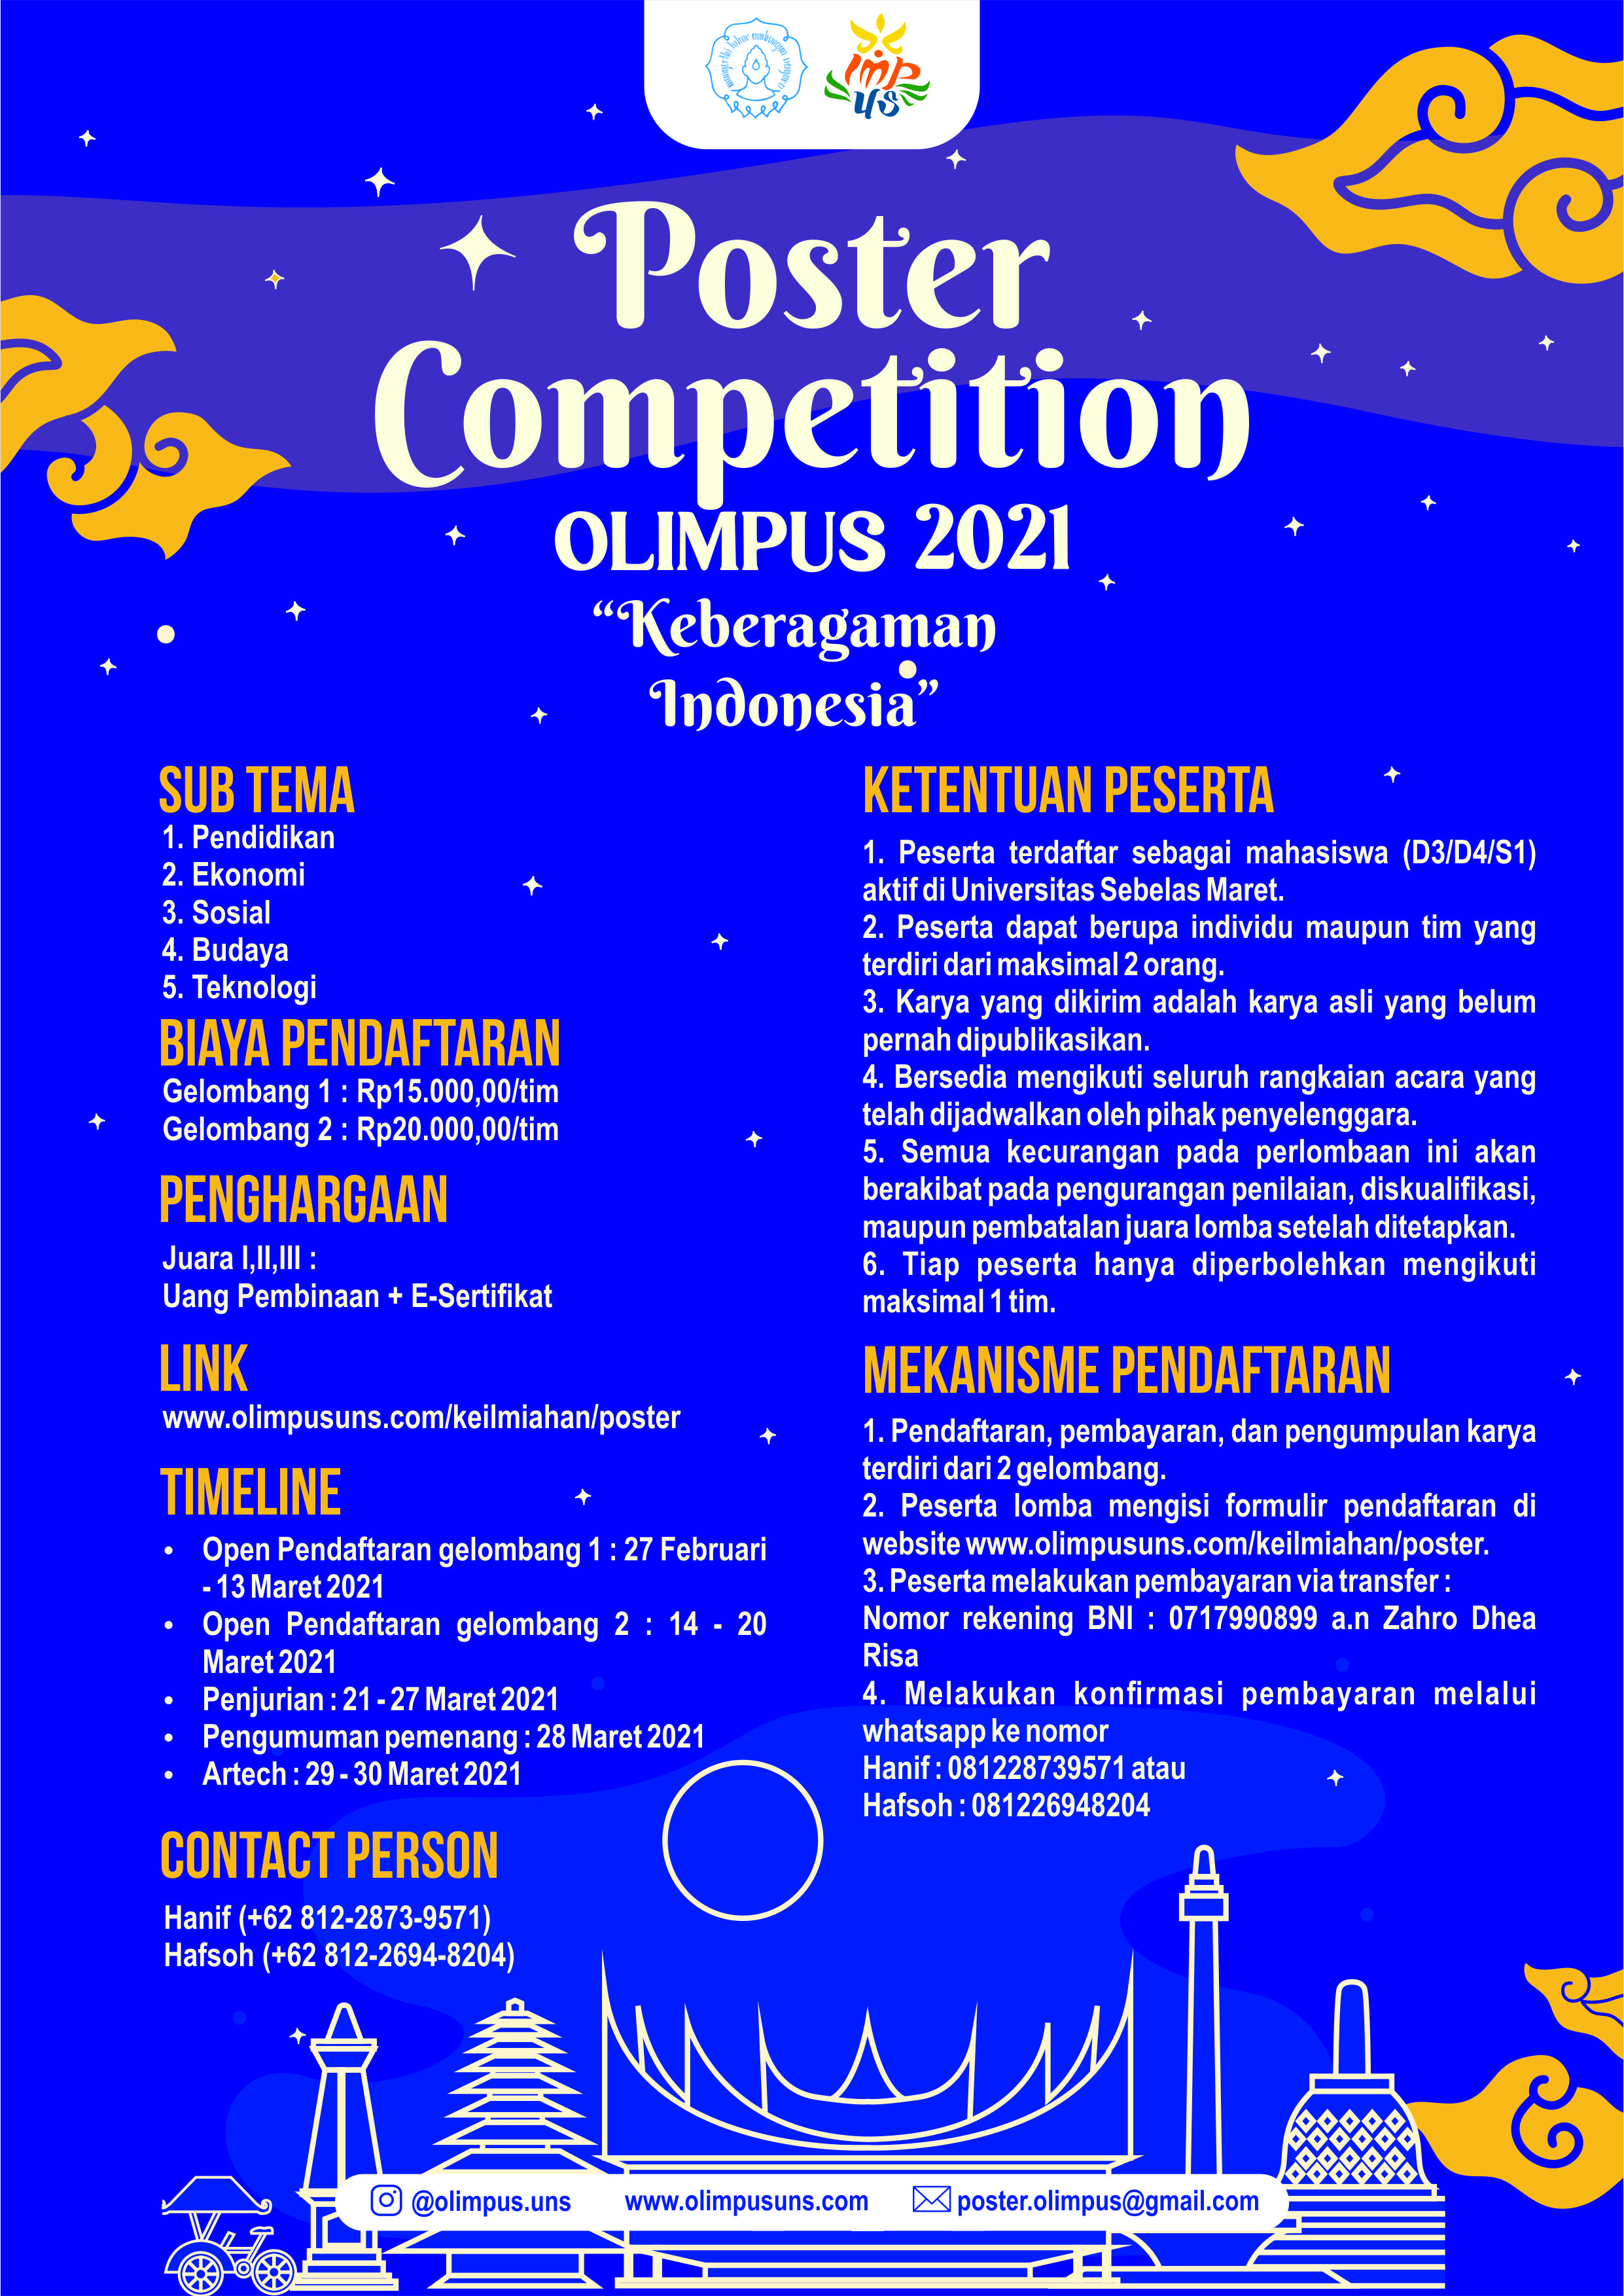 IMP
US
Poster
Competition
OLIMPUS 2021
“Keberagaman
Indonesia”
SUB TEMA
1. Pendidikan
2. Ekonomi
3. Sosial
4. Budaya
5. Teknologi
BIAYA PENDAFTARAN
Gelombang 1 : Rp15.000,00/tim
Gelombang 2 : Rp20.000,00/tim
PENGHARGAAN
Juara I,II,III :
Uang Pembinaan + E-Sertifikat
LINK
www.olimpusuns.com/keilmiahan/poster
TIMELINE
• Open Pendaftaran gelombang 1 : 27 Februari
- 13 Maret 2021
• Open Pendaftaran gelombang 2 : 14 - 20
Maret 2021
• Penjurian : 21 - 27 Maret 2021
• Pengumuman pemenang : 28 Maret 2021
• Artech : 29 - 30 Maret 2021
CONTACT PERSON
Hanif (+62 812-2873-9571)
Hafsoh (+62 812-2694-8204)
KETENTUAN PESERTA
1. Peserta terdaftar sebagai mahasiswa (D3/D4/S1)
aktif di Universitas Sebelas Maret.
2. Peserta dapat berupa individu maupun tim yang
terdiri dari maksimal 2 orang.
3. Karya yang dikirim adalah karya asli yang belum
pernah dipublikasikan.
4. Bersedia mengikuti seluruh rangkaian acara yang
telah dijadwalkan oleh pihak penyelenggara.
5. Semua kecurangan pada perlombaan ini akan
berakibat pada pengurangan penilaian, diskualifikasi,
maupun pembatalan juara lomba setelah ditetapkan.
6. Tiap peserta hanya diperbolehkan mengikuti
maksimal 1 tim.
MEKANISME PENDAFTARAN
1. Pendaftaran, pembayaran, dan pengumpulan karya
terdiri dari 2 gelombang.
2. Peserta lomba mengisi formulir pendaftaran di
website www.olimpusuns.com/keilmiahan/poster.
3. Peserta melakukan pembayaran via transfer :
Nomor rekening BNI : 0717990899 a.n Zahro Dhea
Risa
4. Melakukan konfirmasi pembayaran melalui
whatsapp ke nomor
Hanif : 081228739571 atau
Hafsoh : 081226948204
@olimpus.uns www.olimpusuns.com poster.olimpus@gmail.com